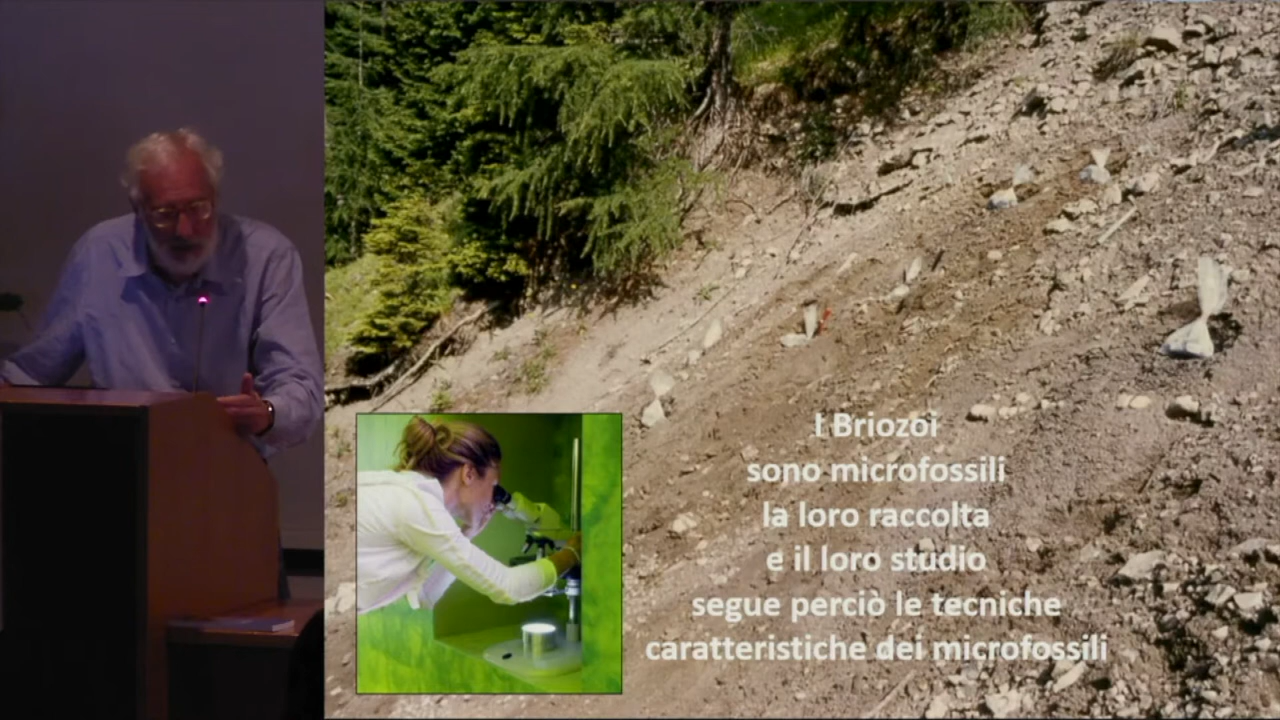 I Briozoi
sono microfossili
la loro raccolta
e il loro studio
segue perciò le tecniche
caratteristiche dei microfossili